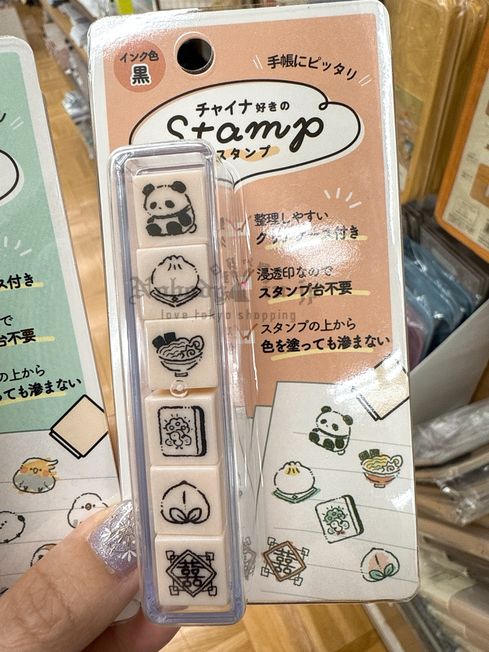 インク色
黒
手帳にピッタリ
チャイナ好きの
Stamp
スタンプ
整理しやすい
クリアケース付き
浸透印なので
スタンプ台不要
スタンプの上から
色を塗っても滲まない
love tokyo shopping
ス付き
で
台不要
の上から
ても滲まない
囍
囍